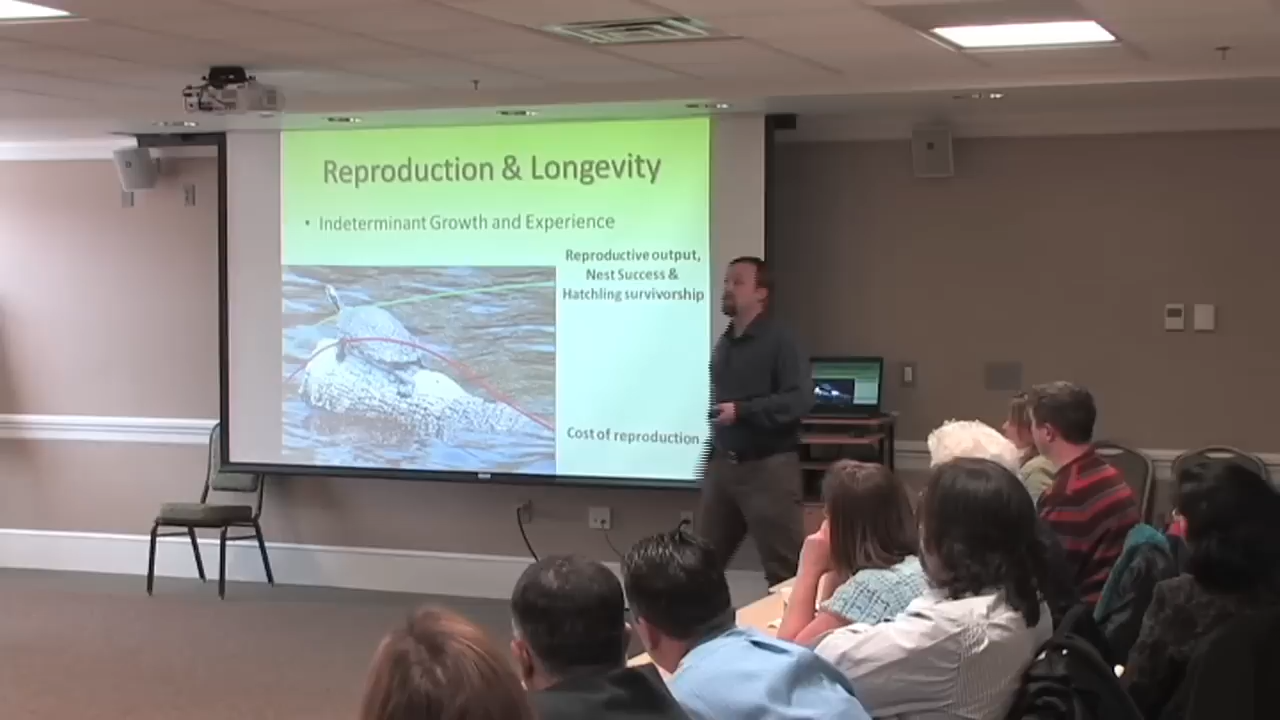 Reproduction & Longevity
• Indeterminant Growth and Experience
Reproductive output,
Nest Success &
Hatchling survivorship
Cost of reproduction